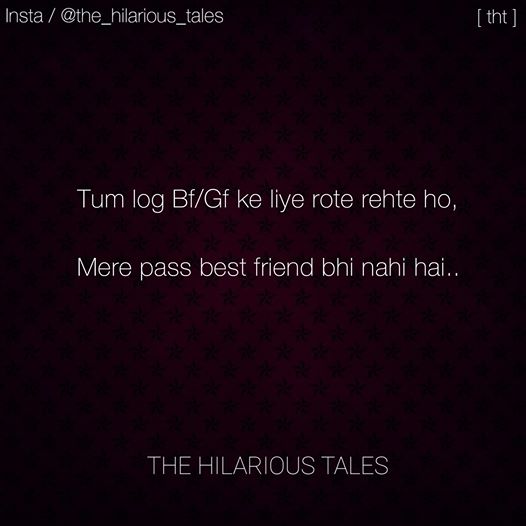 Insta / @the_hilarious_tales
[ tht ]
Tum log Bf/Gf ke liye rote rehte ho,
Mere pass best friend bhi nahi hai..
THE HILARIOUS TALES